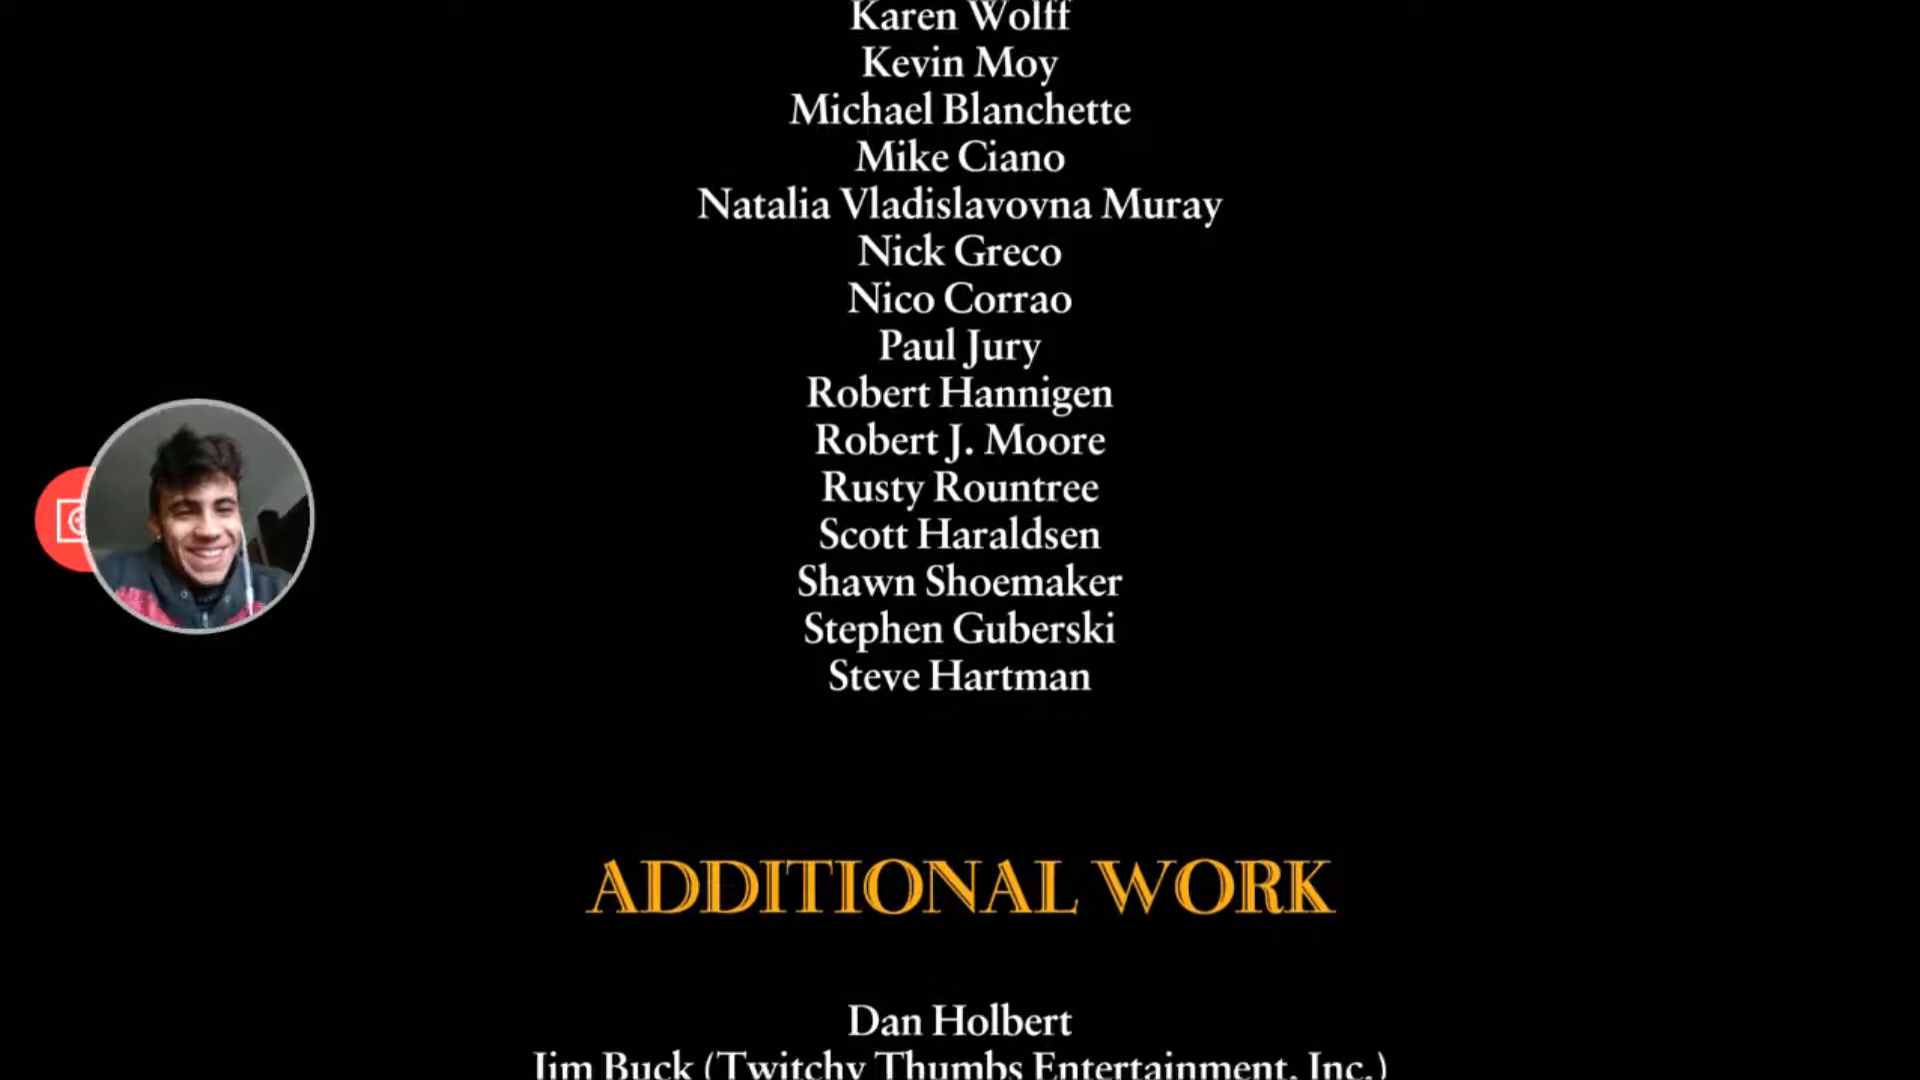 Karen Wolff
Kevin Moy
Michael Blanchette
Mike Ciano
Natalia Vladislavovna Muray
Nick Greco
Nico Corrao
Paul Jury
Robert Hannigen
Robert J. Moore
Rusty Rountree
Scott Haraldsen
Shawn Shoemaker
Stephen Guberski
Steve Hartman
ADDITIONAL WORK
Dan Holbert
Jim Buck (Twitchy Thumbs Entertainment, Inc.)